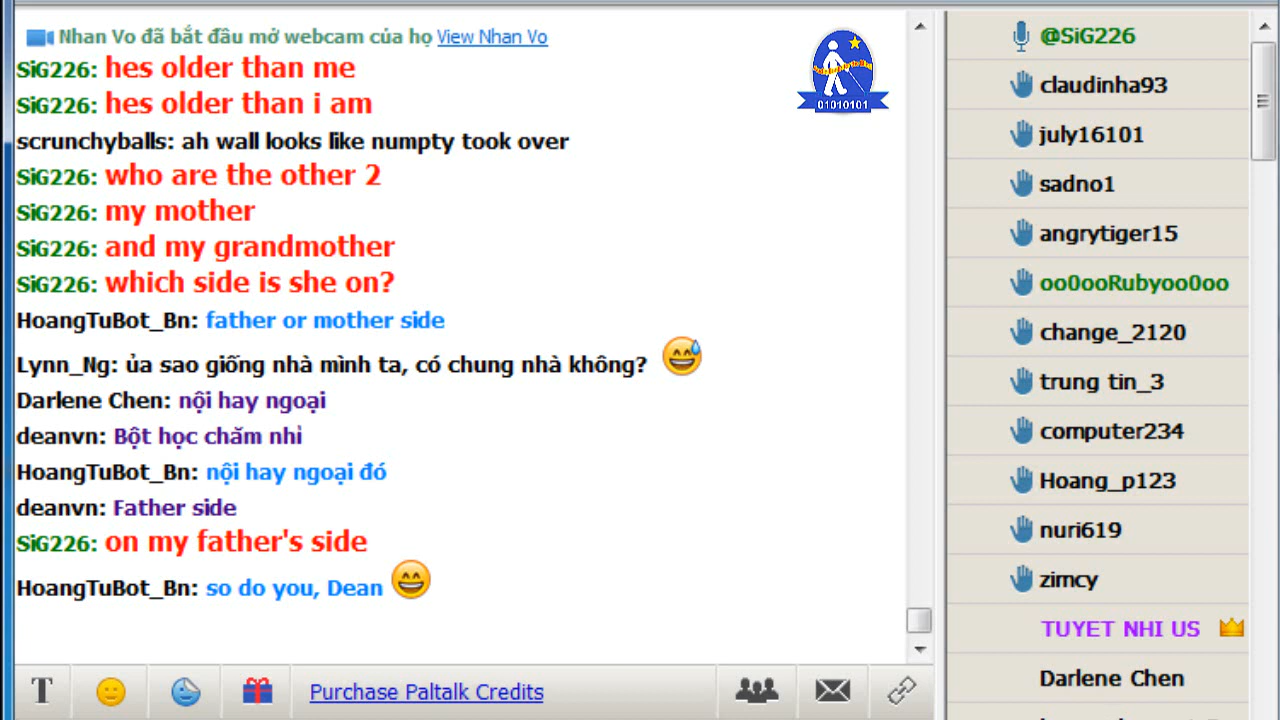 Nhan Vo đã bắt đầu mở webcam của họ View Nhan Vo
SiG226: hes older than me
SiG226: hes older than i am
scrunchyballs: ah wall looks like numpty took over
SiG226: who are the other 2
SiG226: my mother
SiG226: and my grandmother
SiG226: which side is she on?
HoangTuBot_Bn: father or mother side
Lynn_Ng: ủa sao giống nhà mình ta, có chung nhà không?
Darlene Chen: nội hay ngoại
deanvn: Bột học chăm nhỉ
HoangTuBot_Bn: nội hay ngoại đó
deanvn: Father side
SiG226: on my father's side
HoangTuBot_Bn: so do you, Dean
T
Purchase Paltalk Credits
01010101
@SiG226
claudinha93
july16101
sadno1
angrytiger15
oo0ooRubyoo0oo
change_2120
trung tin_3
computer234
Hoang_p123
nuri619
zimcy
TUYET NHI US
Darlene Chen